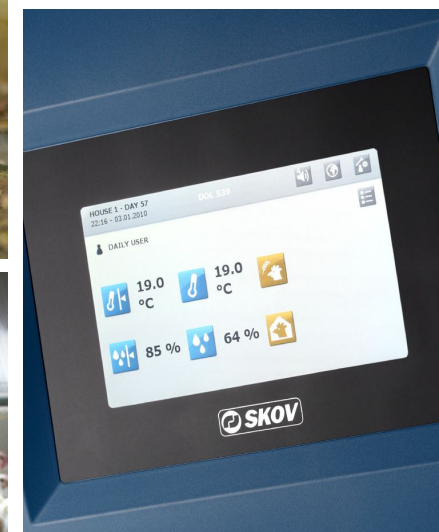 HOUSE 1 - DAY 57
22:16 - 03.01.2010
DOL 539
DAILY USER
19.0 °C
19.0 °C
85 %
64 %
SKOV